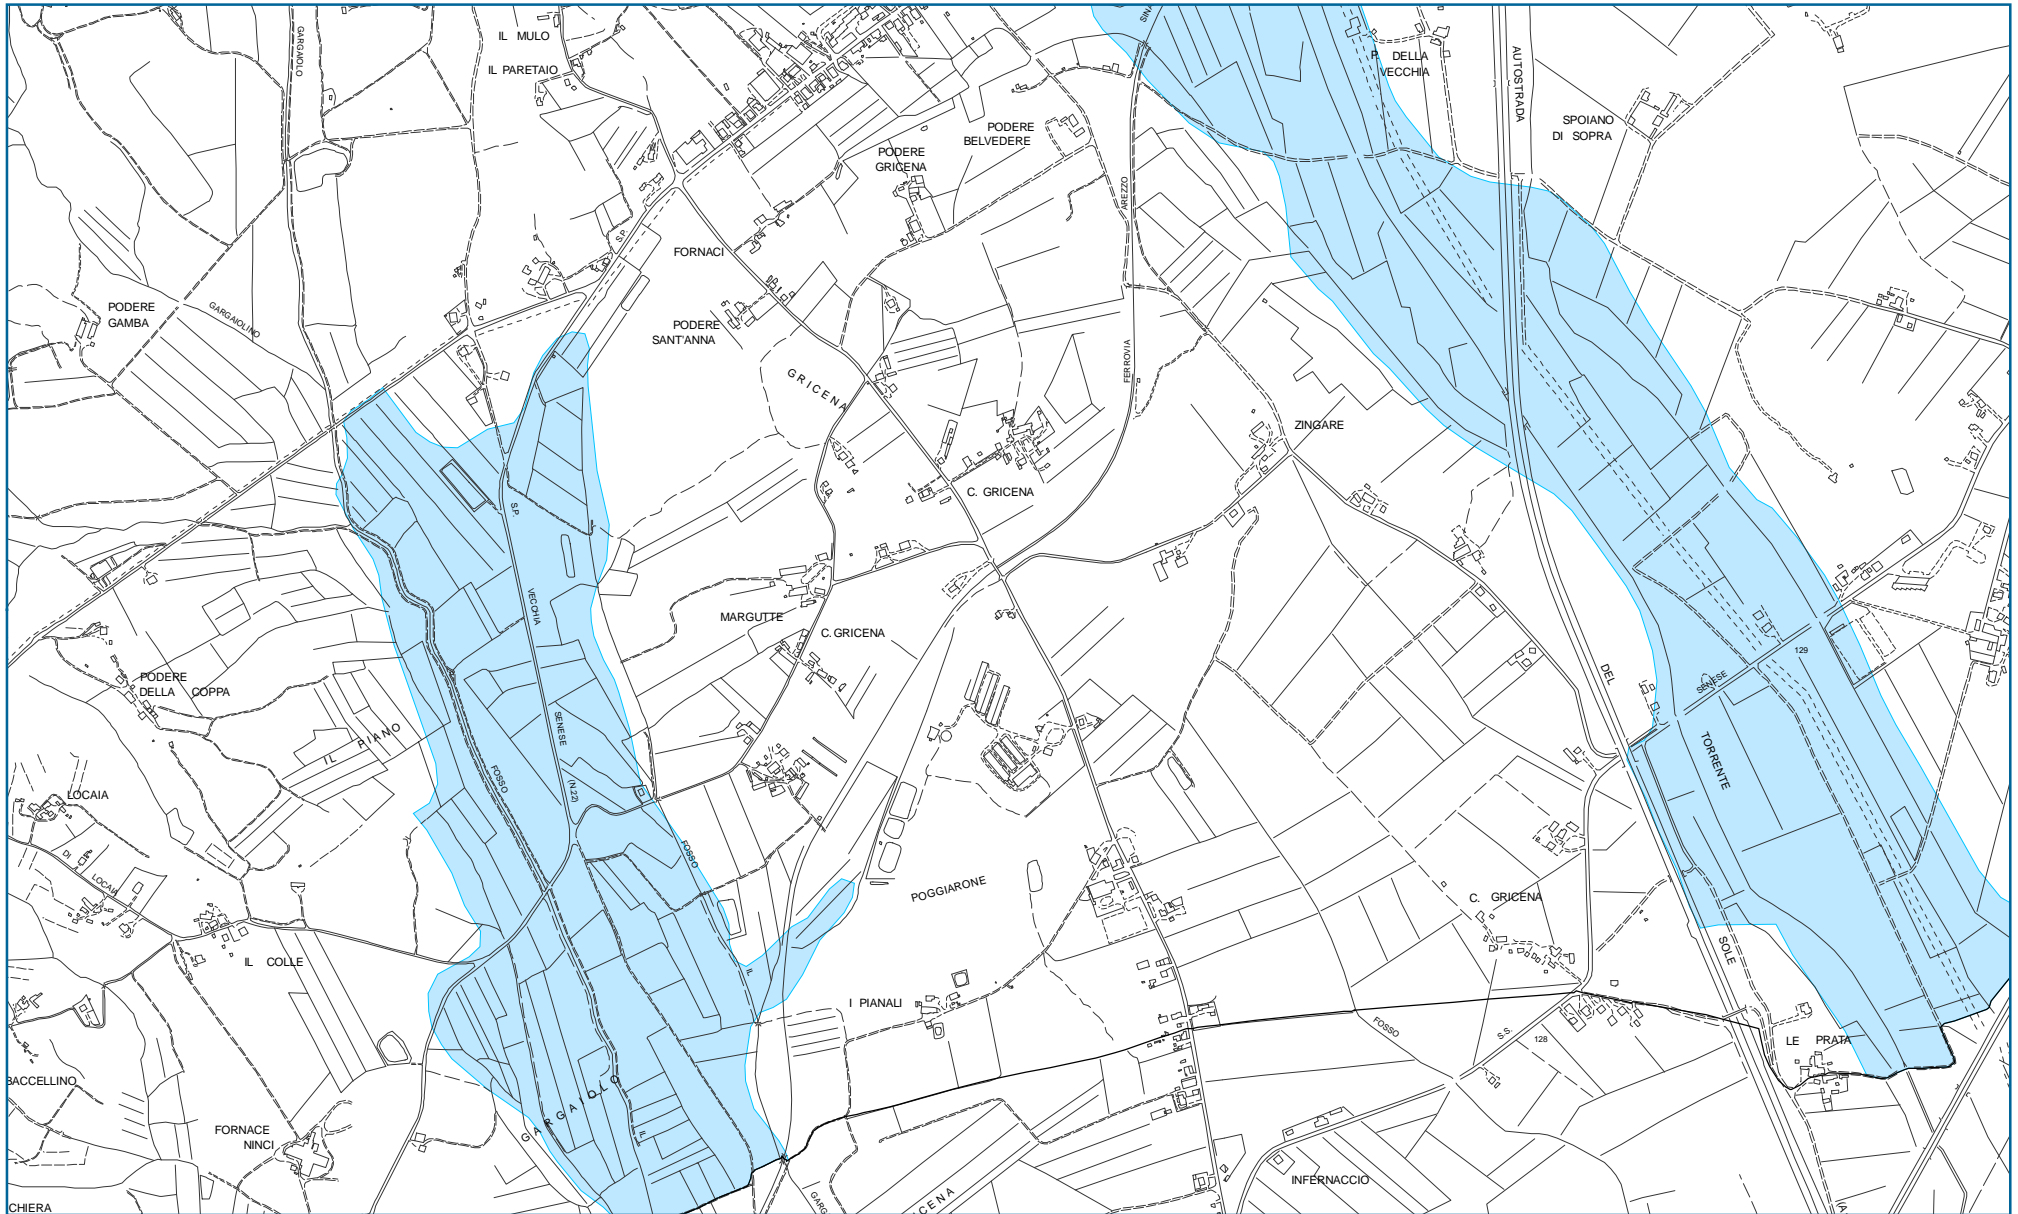 IL MULO
GARGAIOLO
IL PARETAIO
P. DELLA
VECCHIA
AUTOSTRADA
SPOIANO
DI SOPRA
PODERE
BELVEDERE
PODERE
GRICENA
AREZZO
S.P.
FORNACI
PODERE
GAMBA
GARGAIOLINO
PODERE
SANT'ANNA
FERROVIA
GRICENA
ZINGARE
C. GRICENA
S.P.
VECCHIA
MARGUTTE
C. GRICENA
129
PODERE
DELLA COPPA
DEL
SENESE
SENESE
IL PIANO
TORRENTE
FOSSO
(N.22)
LOCAIA
FOSSO
DI
LOCAIA
POGGIARONE
C. GRICENA
SOLE
IL COLLE
IL
I PIANALI
FOSSO
S.S.
128
LE PRATA
BACCELLINO
GARGAIOLO
FORNACE
NINCI
IL
INFERNACCIO
GARG
CENA
CHIERA
(A